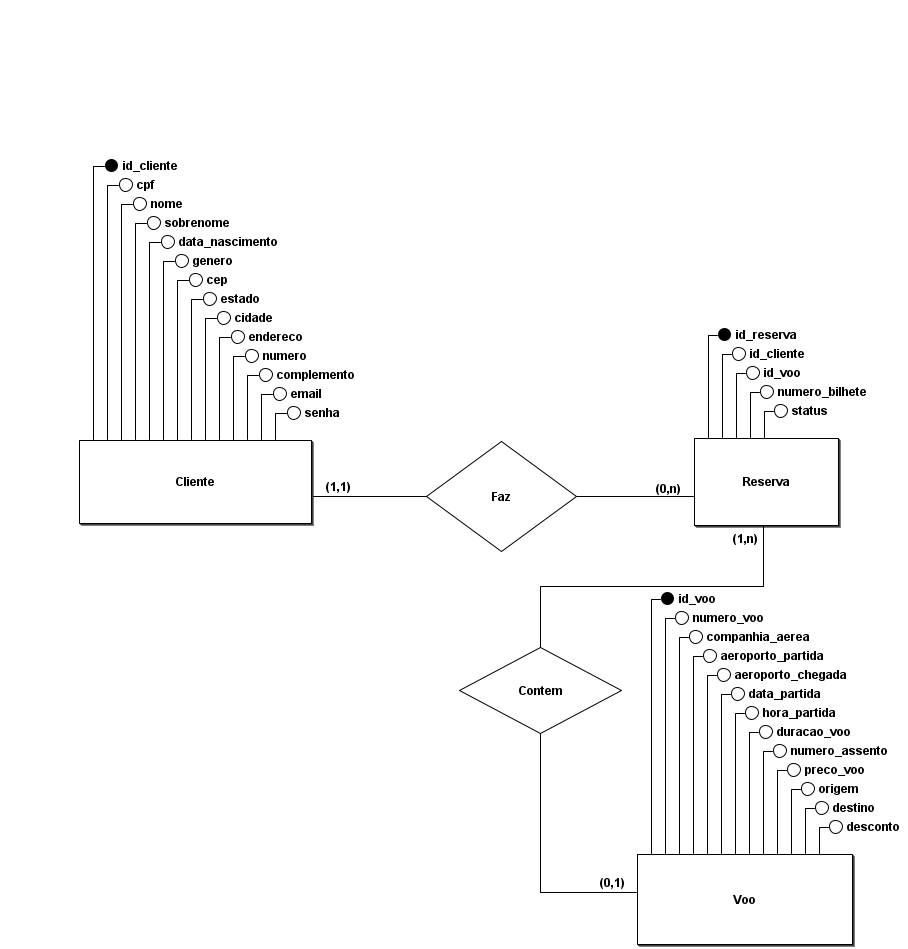 id_cliente
cpf
nome
sobrenome
data_nascimento
genero
cep
estado
cidade
endereco
numero
complemento
email
senha
Cliente
(1,1)
Faz
(0,n)
id_reserva
id_cliente
id_voo
numero_bilhete
status
Reserva
(1,n)
Contem
(0,1)
id_voo
numero_voo
companhia_aerea
aeroporto_partida
aeroporto_chegada
data_partida
hora_partida
duracao_voo
numero_assento
preco_voo
origem
destino
desconto
Voo